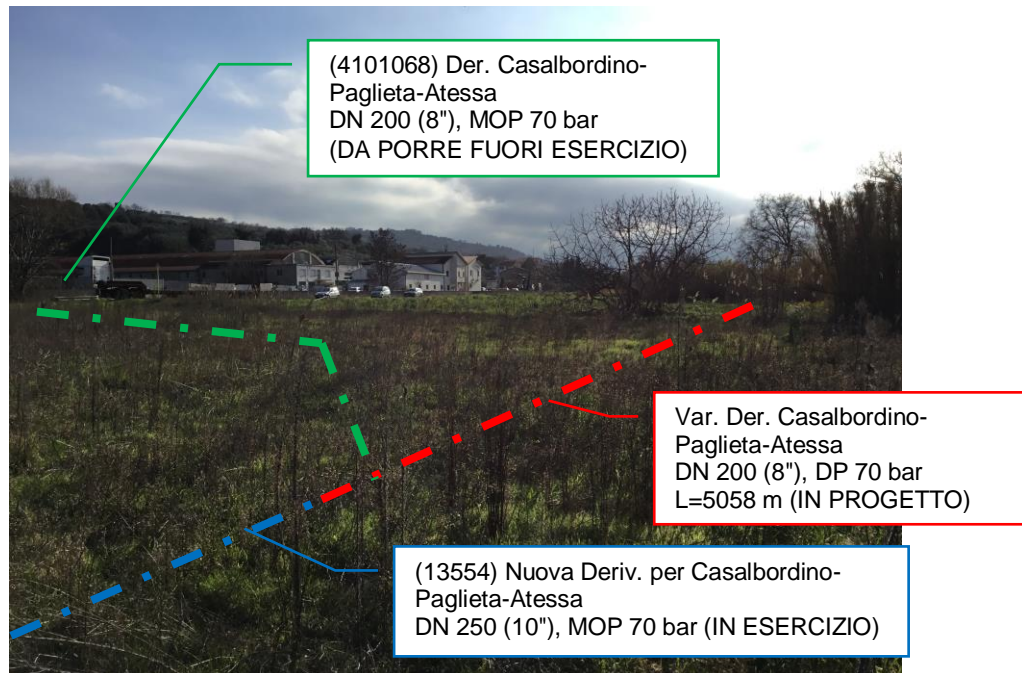 (4101068) Der. Casalbordino-
Paglieta-Atessa
DN 200 (8"), MOP 70 bar
(DA PORRE FUORI ESERCIZIO)
Var. Der. Casalbordino-
Paglieta-Atessa
DN 200 (8"), DP 70 bar
L=5058 m (IN PROGETTO)
(13554) Nuova Deriv. per Casalbordino-
Paglieta-Atessa
DN 250 (10"), MOP 70 bar (IN ESERCIZIO)